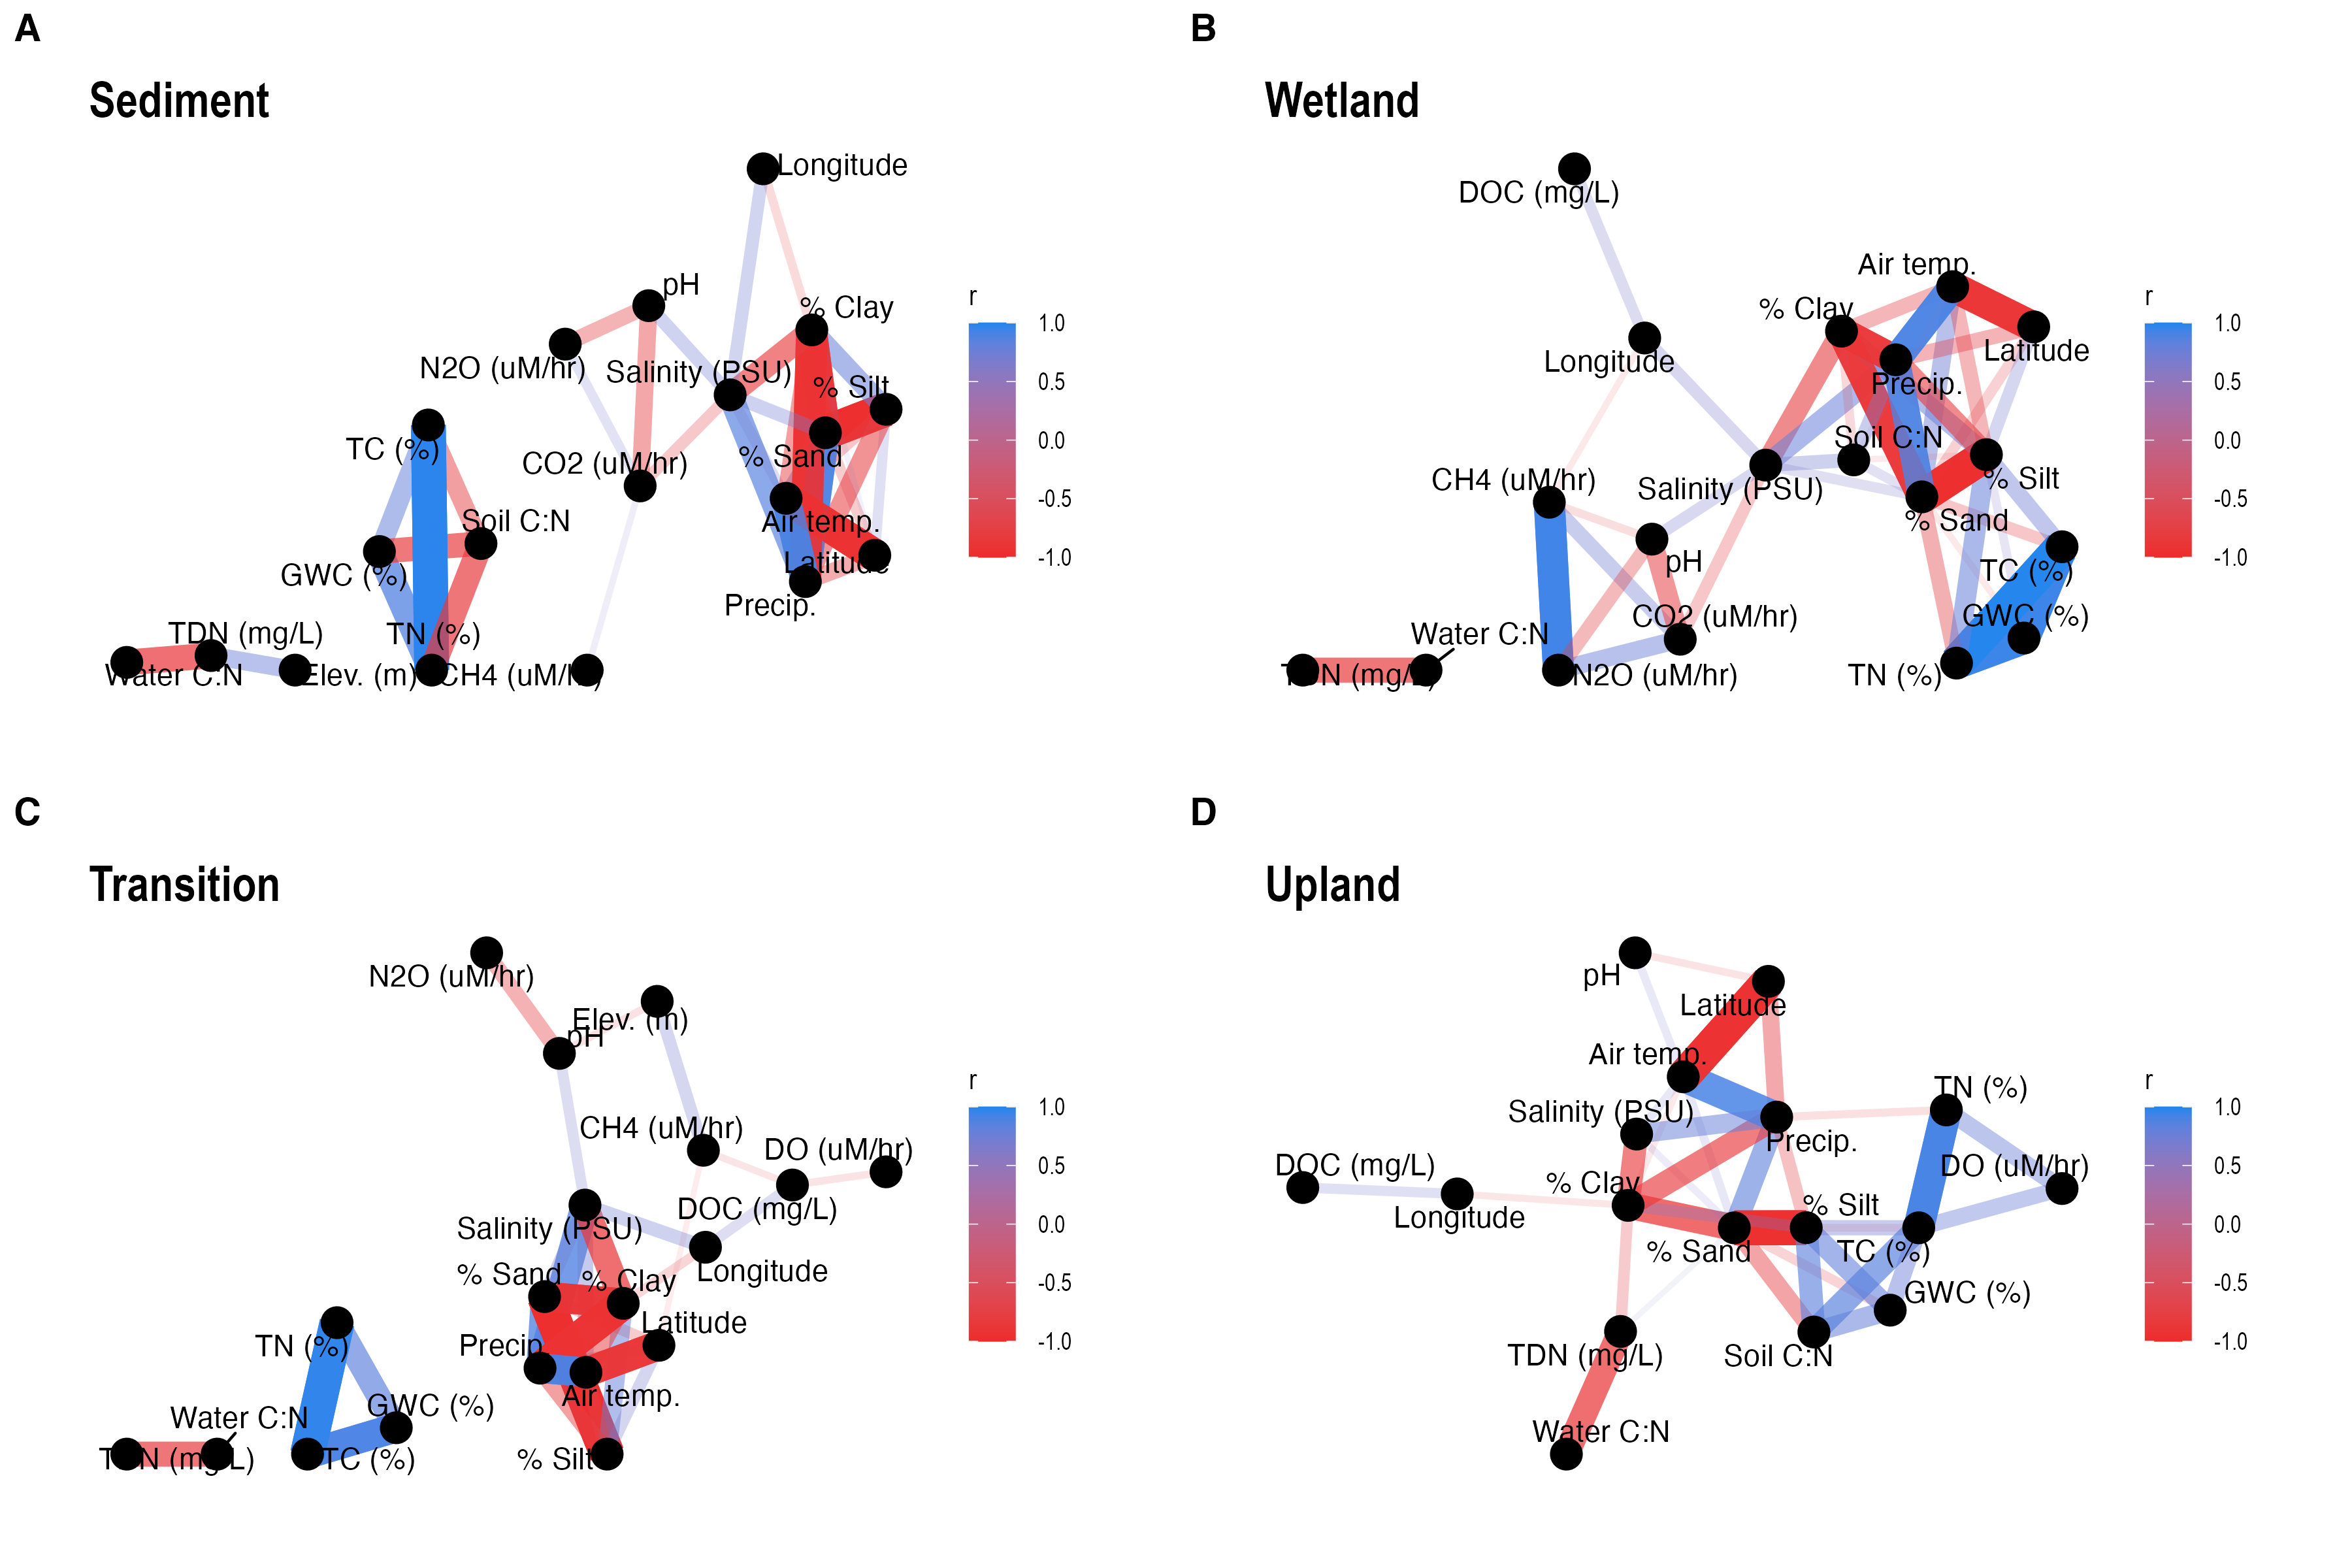 A
Sediment
Longitude
pH
% Clay
N2O (uM/hr)
Salinity (PSU)
% Silt
TC (%)
% Sand
CO2 (uM/hr)
Soil C:N
Air temp.
GWC (%)
Latitude
Precip.
TDN (mg/L)
TN (%)
Water C:N
Elev. (m)
CH4 (uM/hr)
r
1.0
0.5
0.0
-0.5
-1.0
B
Wetland
DOC (mg/L)
Air temp.
% Clay
Latitude
Longitude
Precip.
Soil C:N
CH4 (uM/hr)
Salinity (PSU)
% Silt
% Sand
pH
TC (%)
CO2 (uM/hr)
GWC (%)
Water C:N
TDN (mg/L)
N2O (uM/hr)
TN (%)
r
1.0
0.5
0.0
-0.5
-1.0
C
Transition
N2O (uM/hr)
Elev. (m)
pH
CH4 (uM/hr)
DO (uM/hr)
DOC (mg/L)
Salinity (PSU)
Longitude
% Sand
% Clay
Latitude
Precip.
TN (%)
Air temp.
GWC (%)
Water C:N
TDN (mg/L)
TC (%)
% Silt
r
1.0
0.5
0.0
-0.5
-1.0
D
Upland
pH
Latitude
Air temp.
TN (%)
Salinity (PSU)
Precip.
DOC (mg/L)
DO (uM/hr)
% Clay
% Silt
Longitude
% Sand
TC (%)
GWC (%)
TDN (mg/L)
Soil C:N
Water C:N
r
1.0
0.5
0.0
-0.5
-1.0